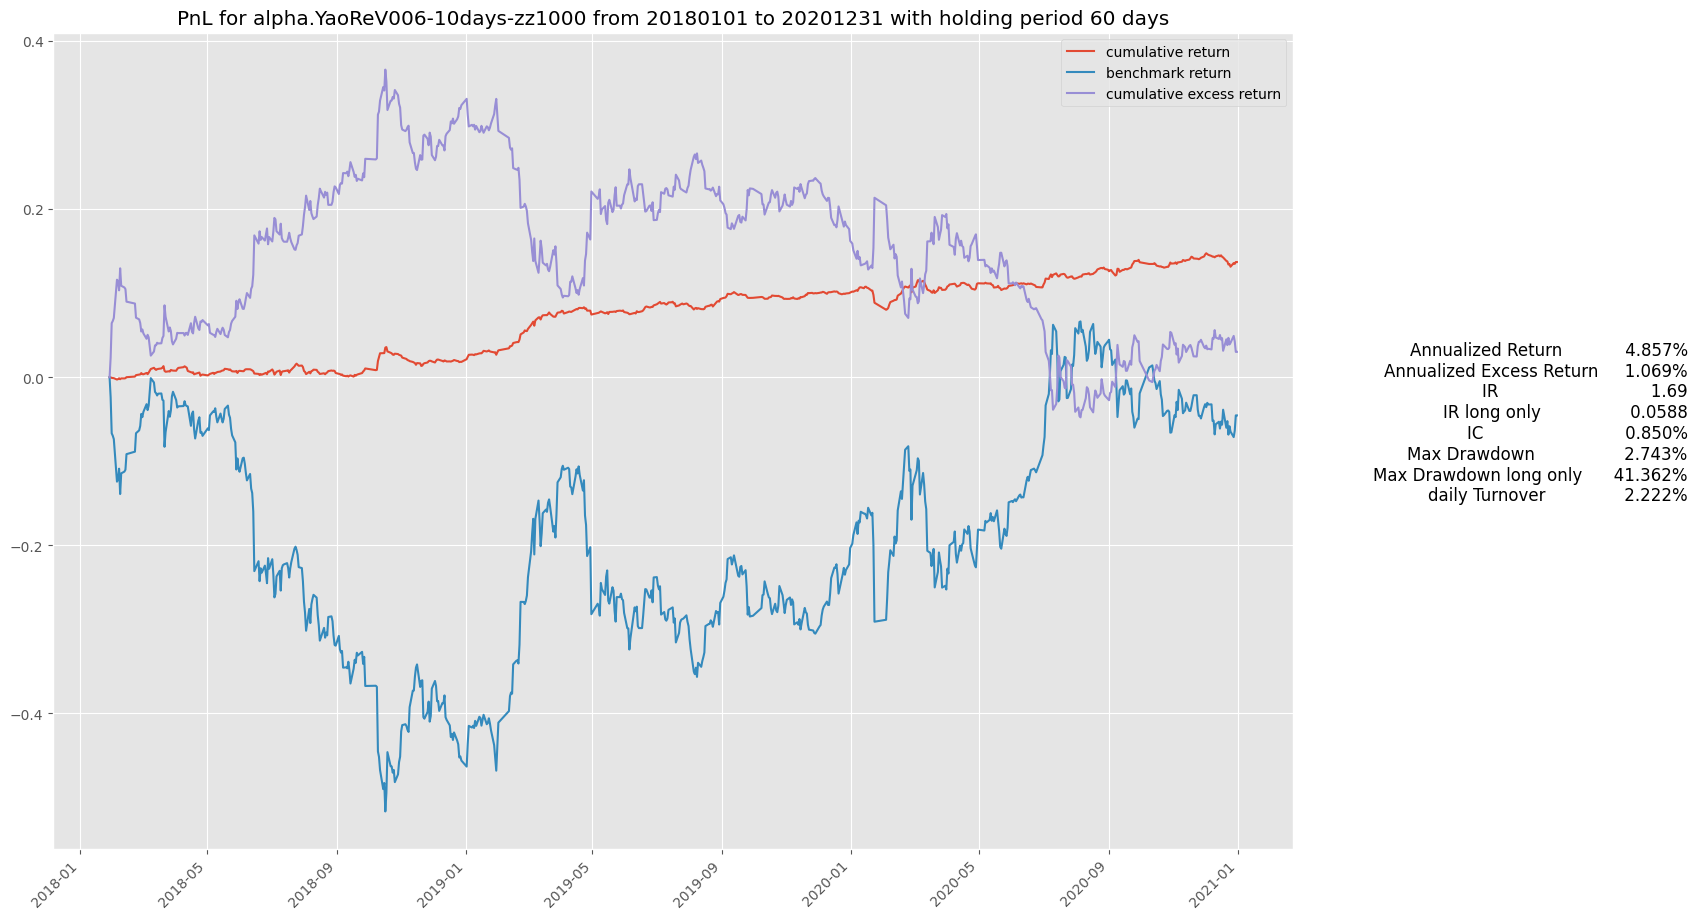 PnL for alpha.YaoReV006-10days-zz1000 from 20180101 to 20201231 with holding period 60 days
cumulative return
benchmark return
cumulative excess return
0.4
0.2
0.0
−0.2
−0.4
2018-01
2018-05
2018-09
2019-01
2019-05
2019-09
2020-01
2020-05
2020-09
2021-01
Annualized Return 4.857%
Annualized Excess Return 1.069%
IR 1.69
IR long only 0.0588
IC 0.850%
Max Drawdown 2.743%
Max Drawdown long only 41.362%
daily Turnover 2.222%